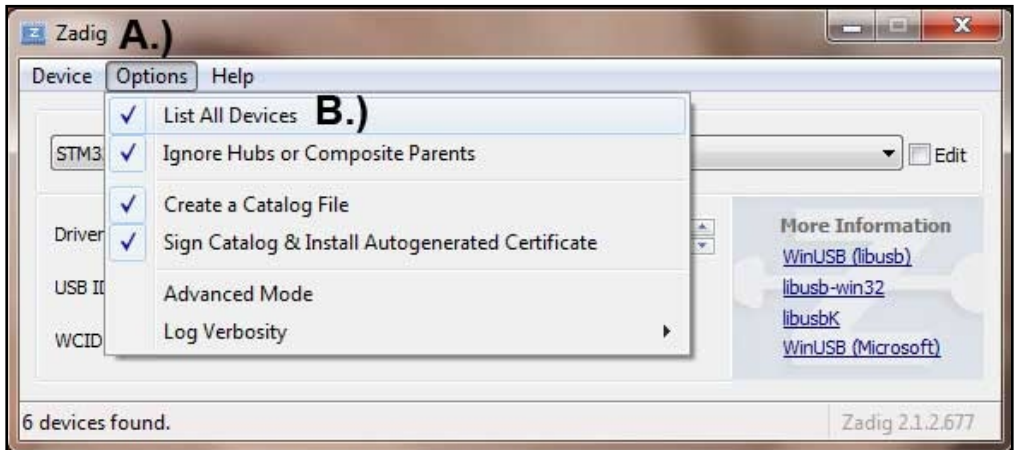 Zadig A.)
Device Options Help
List All Devices B.)
STM3
Ignore Hubs or Composite Parents
Edit
Create a Catalog File
Driver
Sign Catalog & Install Autogenerated Certificate
More Information
WinUSB (libusb)
USB ID
Advanced Mode
libusb-win32
Log Verbosity
libusbK
WCID
WinUSB (Microsoft)
6 devices found.
Zadig 2.1.2.677